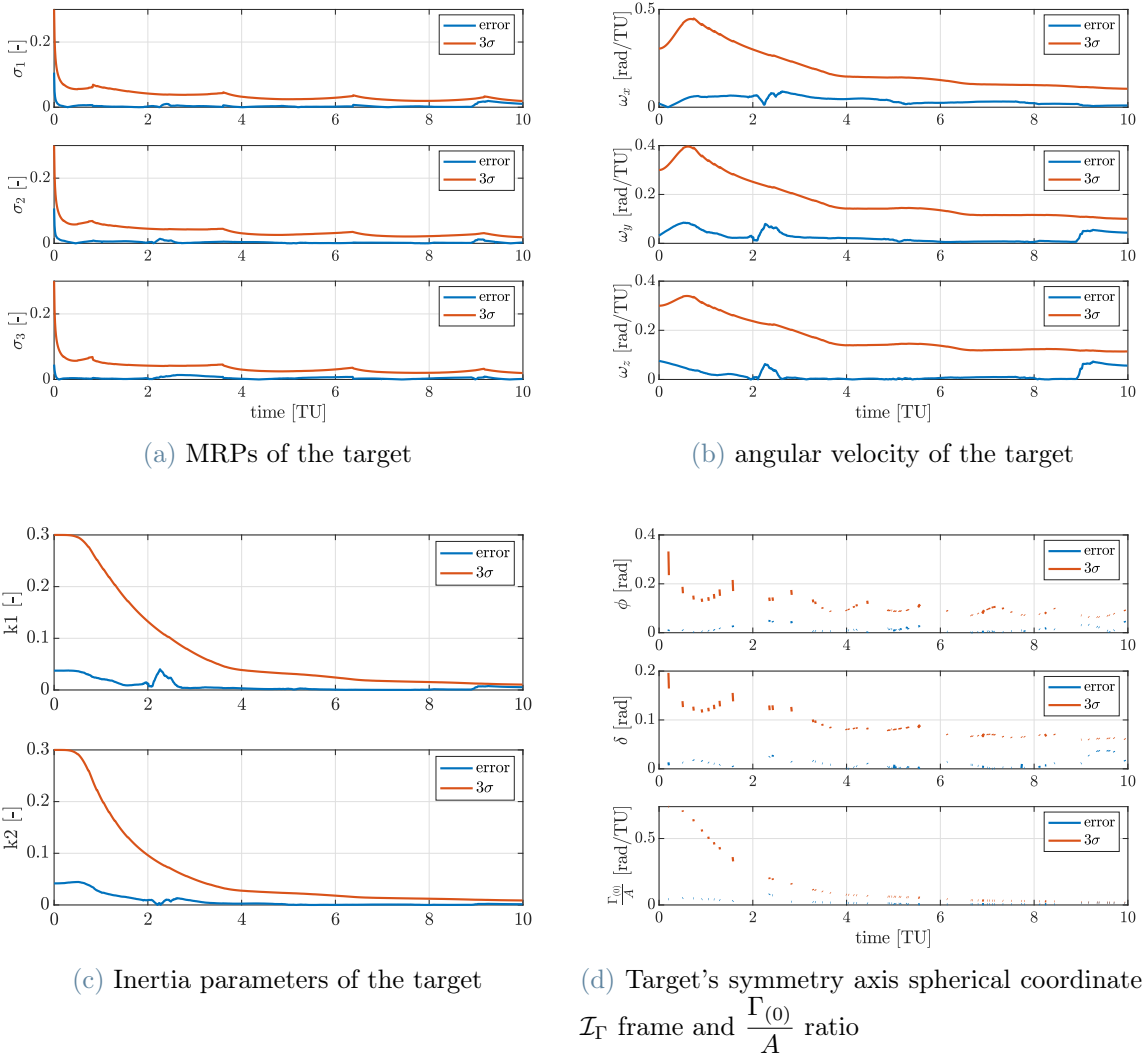 σ1 [-]
0.2
0
0 2 4 6 8 10
error
3σ
σ2 [-]
0.2
0
0 2 4 6 8 10
error
3σ
σ3 [-]
0.2
0
0 2 4 6 8 10
error
3σ
time [TU]
(a) MRPs of the target
ωx [rad/TU]
0.5
0
0 2 4 6 8 10
error
3σ
ωy [rad/TU]
0.4
0.2
0
0 2 4 6 8 10
error
3σ
ωz [rad/TU]
0.4
0.2
0
0 2 4 6 8 10
error
3σ
time [TU]
(b) angular velocity of the target
k1 [-]
0.3
0.2
0.1
0
0 2 4 6 8 10
error
3σ
k2 [-]
0.3
0.2
0.1
0
0 2 4 6 8 10
error
3σ
(c) Inertia parameters of the target
ϕ [rad]
0.4
0.2
0
0 2 4 6 8 10
error
3σ
δ [rad]
0.2
0.1
0
0 2 4 6 8 10
error
3σ
Γ(0)/A [rad/TU]
0.5
0
0 2 4 6 8 10
error
3σ
time [TU]
(d) Target's symmetry axis spherical coordinate
IΓ frame and Γ(0)/A ratio